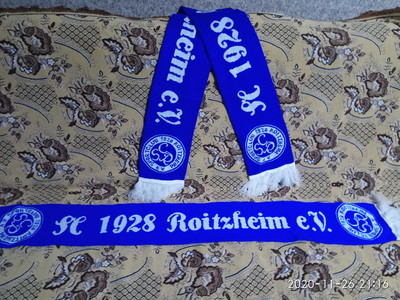 1928
SC
heim e.V.
SC 1928 Roitzheim e.V.
2020-11-26 21:16